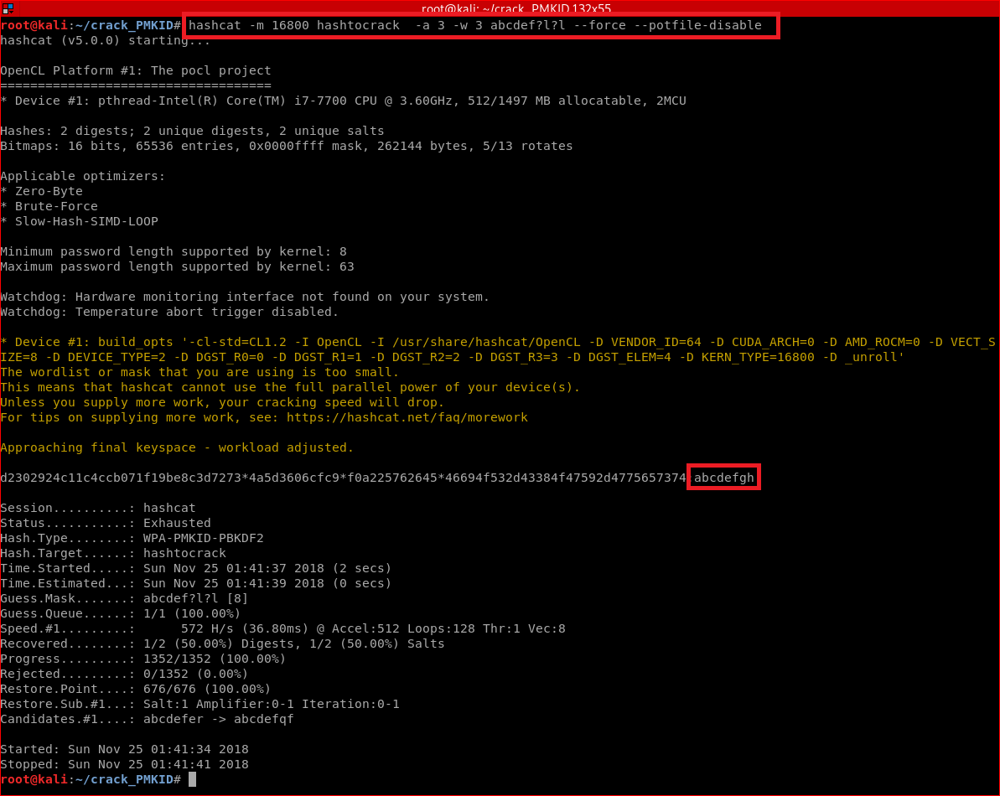 root@kali: ~/crack_PMKID 132x55
root@kali:~/crack_PMKID# hashcat -m 16800 hashtocrack  -a 3 -w 3 abcdef?l?l --force --potfile-disable
hashcat (v5.0.0) starting...
OpenCL Platform #1: The pocl project
====================================
* Device #1: pthread-Intel(R) Core(TM) i7-7700 CPU @ 3.60GHz, 512/1497 MB allocatable, 2MCU
Hashes: 2 digests; 2 unique digests, 2 unique salts
Bitmaps: 16 bits, 65536 entries, 0x0000ffff mask, 262144 bytes, 5/13 rotates
Applicable optimizers:
* Zero-Byte
* Brute-Force
* Slow-Hash-SIMD-LOOP
Minimum password length supported by kernel: 8
Maximum password length supported by kernel: 63
Watchdog: Hardware monitoring interface not found on your system.
Watchdog: Temperature abort trigger disabled.
* Device #1: build_opts '-cl-std=CL1.2 -I OpenCL -I /usr/share/hashcat/OpenCL -D VENDOR_ID=64 -D CUDA_ARCH=0 -D AMD_ROCM=0 -D VECT_S
IZE=8 -D DEVICE_TYPE=2 -D DGST_R0=0 -D DGST_R1=1 -D DGST_R2=2 -D DGST_R3=3 -D DGST_ELEM=4 -D KERN_TYPE=16800 -D _unroll'
The wordlist or mask that you are using is too small.
This means that hashcat cannot use the full parallel power of your device(s).
Unless you supply more work, your cracking speed will drop.
For tips on supplying more work, see: https://hashcat.net/faq/morework
Approaching final keyspace - workload adjusted.
d2302924c11c4ccb071f19be8c3d7273*4a5d3606cfc9*f0a225762645*46694f532d43384f47592d4775657374:abcdefgh
Session..........: hashcat
Status...........: Exhausted
Hash.Type........: WPA-PMKID-PBKDF2
Hash.Target......: hashtocrack
Time.Started.....: Sun Nov 25 01:41:37 2018 (2 secs)
Time.Estimated...: Sun Nov 25 01:41:39 2018 (0 secs)
Guess.Mask.......: abcdef?l?l [8]
Guess.Queue......: 1/1 (100.00%)
Speed.#1.........:      572 H/s (36.80ms) @ Accel:512 Loops:128 Thr:1 Vec:8
Recovered........: 1/2 (50.00%) Digests, 1/2 (50.00%) Salts
Progress.........: 1352/1352 (100.00%)
Rejected.........: 0/1352 (0.00%)
Restore.Point....: 676/676 (100.00%)
Restore.Sub.#1...: Salt:1 Amplifier:0-1 Iteration:0-1
Candidates.#1....: abcdefer -> abcdefqf
Started: Sun Nov 25 01:41:34 2018
Stopped: Sun Nov 25 01:41:41 2018
root@kali:~/crack_PMKID#